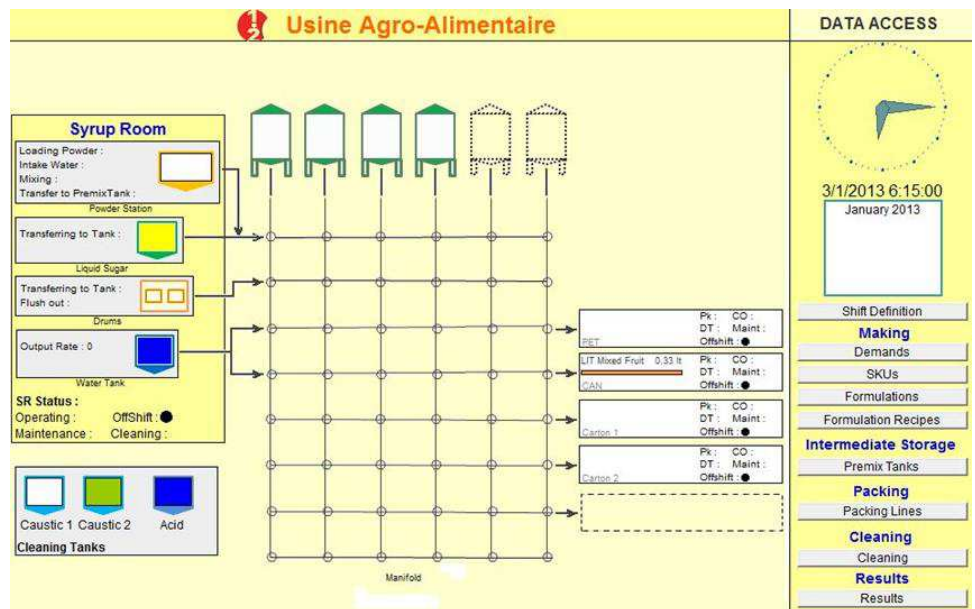 1-2 Usine Agro-Alimentaire
DATA ACCESS
Syrup Room
Loading Powder :
Intake Water :
Mixing :
Transfer to PremixTank :
Powder Station
Transferring to Tank :
Liquid Sugar
Transferring to Tank :
Flush out :
Drums
Output Rate : 0
Water Tank
SR Status :
Operating : OffShift :
Maintenance : Cleaning :
Caustic 1 Caustic 2 Acid
Cleaning Tanks
Manifold
Pk : CO :
DT : Maint :
PET Offshift :
LIT Mixed Fruit 0,33 lt Pk : CO :
DT : Maint :
CAN Offshift :
Pk : CO :
DT : Maint :
Carton 1 Offshift :
Pk : CO :
DT : Maint :
Carton 2 Offshift :
3/1/2013 6:15:00
January 2013
Shift Definition
Making
Demands
SKUs
Formulations
Formulation Recipes
Intermediate Storage
Premix Tanks
Packing
Packing Lines
Cleaning
Cleaning
Results
Results